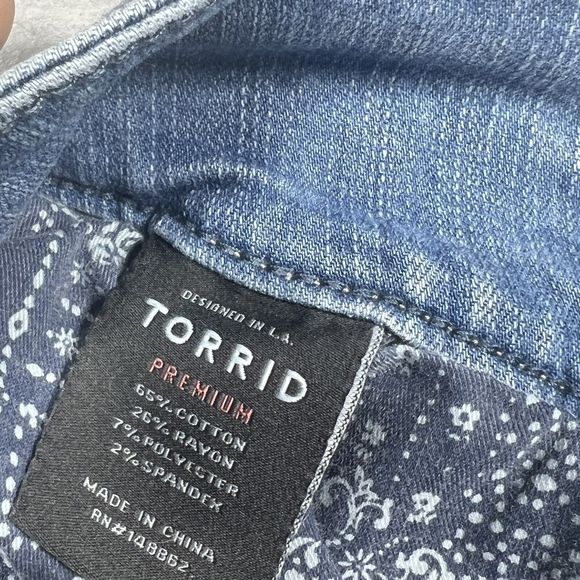 DESIGNED IN L.A.
TORRID
PREMIUM
65% COTTON
26% RAYON
7% POLYESTER
2% SPANDEX
MADE IN CHINA
RN#148862